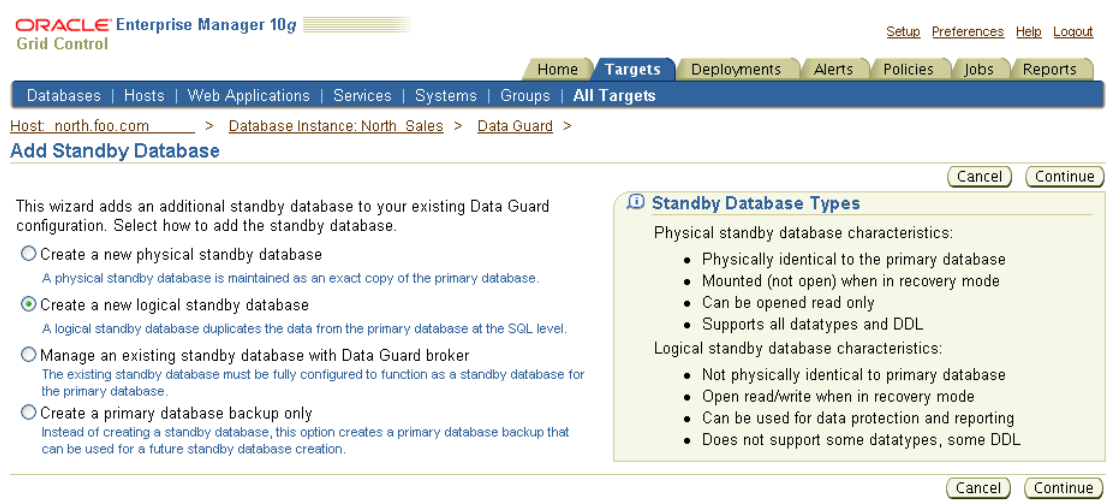 ORACLE Enterprise Manager 10g
Grid Control
Setup Preferences Help Logout
Home Targets Deployments Alerts Policies Jobs Reports
Databases | Hosts | Web Applications | Services | Systems | Groups | All Targets
Host: north.foo.com > Database Instance: North_Sales > Data Guard >
Add Standby Database
Cancel Continue
This wizard adds an additional standby database to your existing Data Guard
configuration. Select how to add the standby database.
Create a new physical standby database
A physical standby database is maintained as an exact copy of the primary database.
Create a new logical standby database
A logical standby database duplicates the data from the primary database at the SQL level.
Manage an existing standby database with Data Guard broker
The existing standby database must be fully configured to function as a standby database for
the primary database.
Create a primary database backup only
Instead of creating a standby database, this option creates a primary database backup that
can be used for a future standby database creation.
Standby Database Types
Physical standby database characteristics:
• Physically identical to the primary database
• Mounted (not open) when in recovery mode
• Can be opened read only
• Supports all datatypes and DDL
Logical standby database characteristics:
• Not physically identical to primary database
• Open read/write when in recovery mode
• Can be used for data protection and reporting
• Does not support some datatypes, some DDL
Cancel Continue